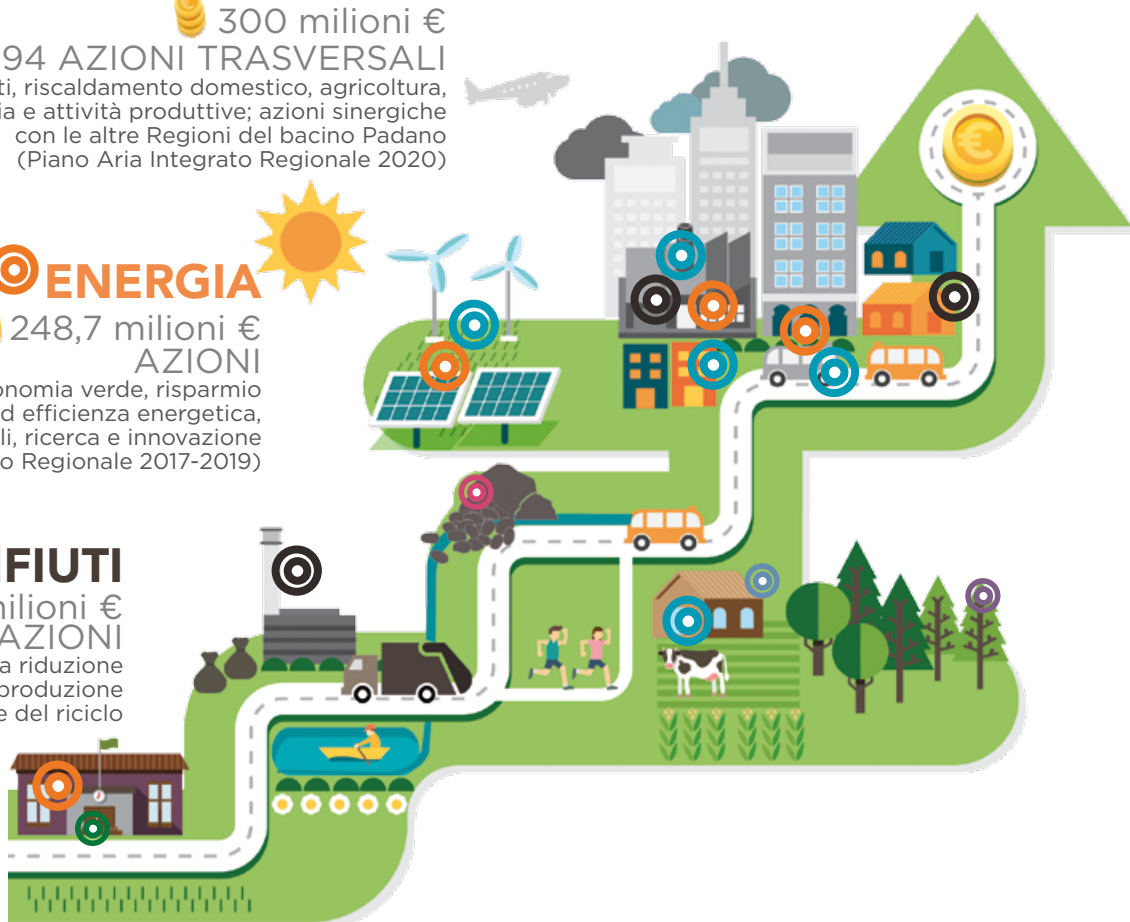 300 milioni €
94 AZIONI TRASVERSALI
ti, riscaldamento domestico, agricoltura,
ia e attività produttive; azioni sinergiche
con le altre Regioni del bacino Padano
(Piano Aria Integrato Regionale 2020)
ENERGIA
248,7 milioni €
AZIONI
onomia verde, risparmio
d efficienza energetica,
li, ricerca e innovazione
o Regionale 2017-2019)
IFIUTI
milioni €
AZIONI
a riduzione
produzione
e del riciclo
€